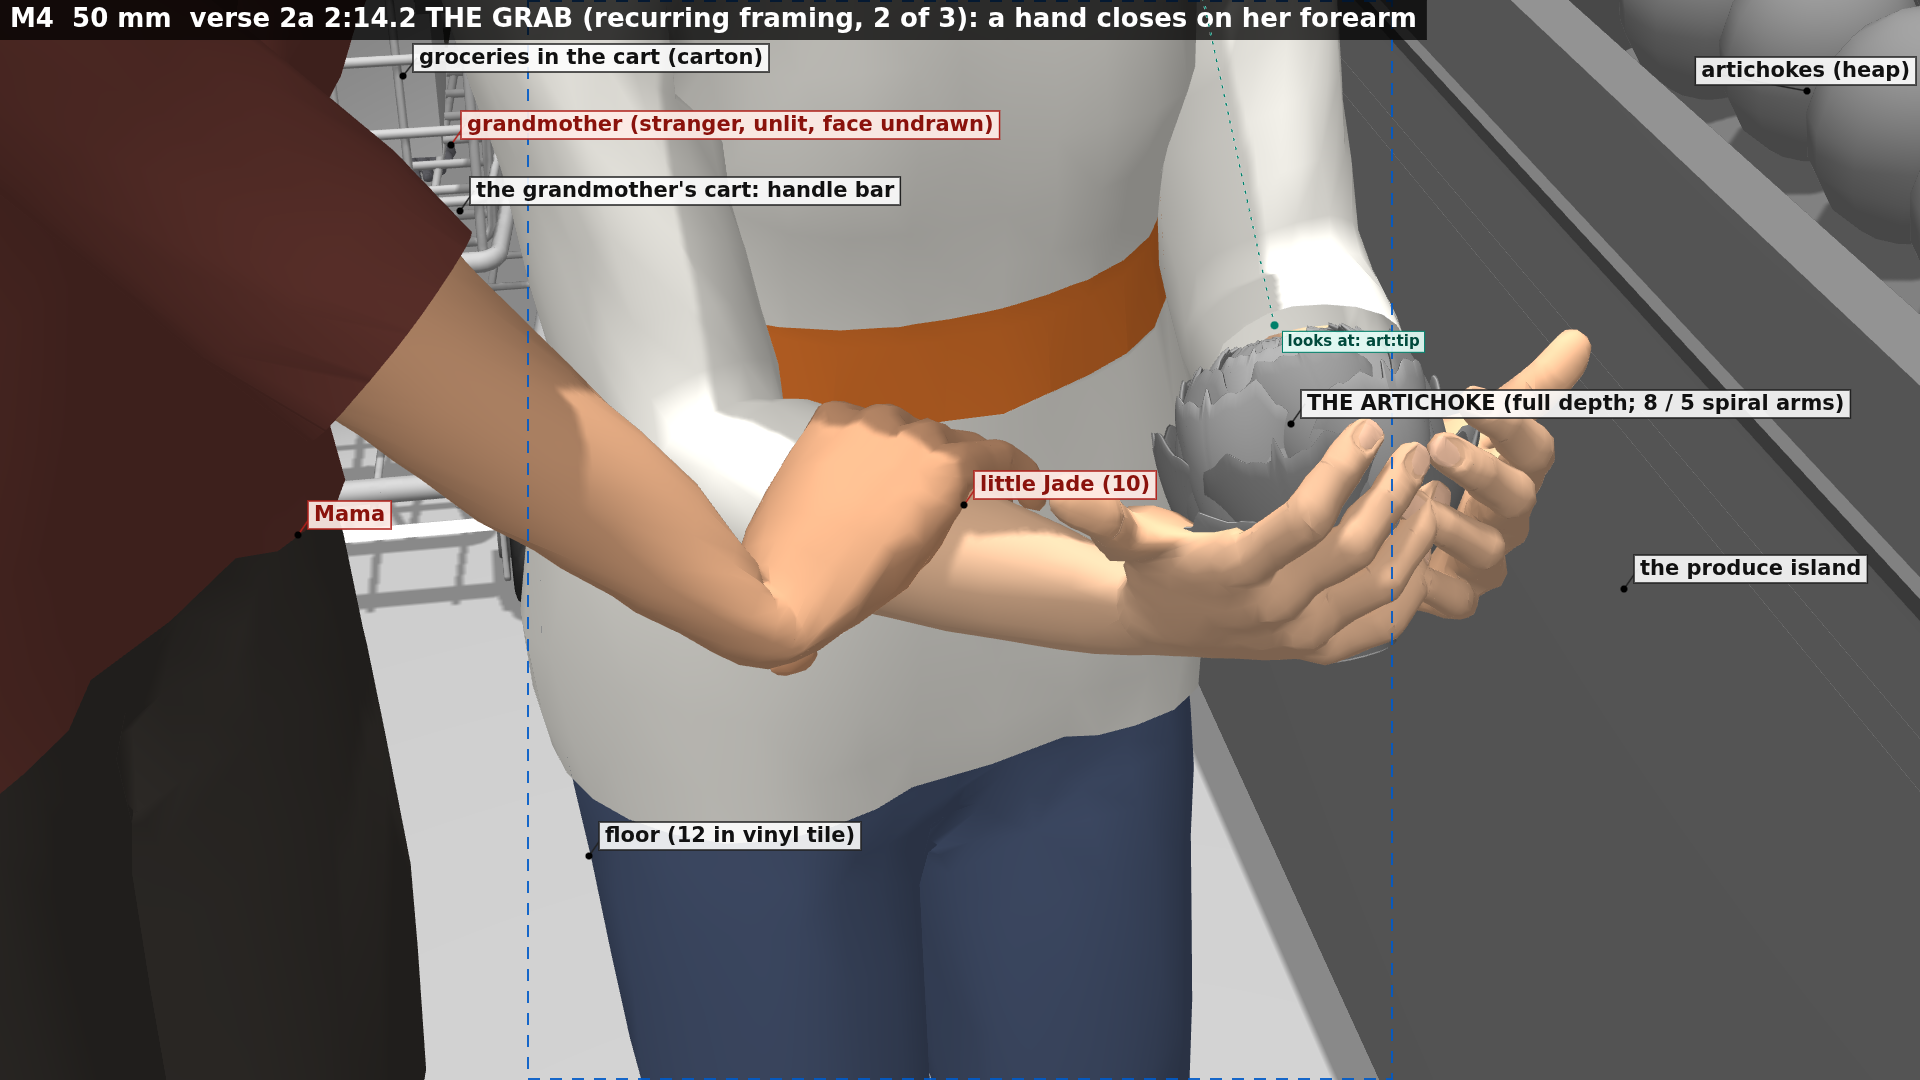 M4 50 mm verse 2a 2:14.2 THE GRAB (recurring framing, 2 of 3): a hand closes on her forearm
groceries in the cart (carton)
artichokes (heap)
grandmother (stranger, unlit, face undrawn)
the grandmother's cart: handle bar
looks at: art:tip
THE ARTICHOKE (full depth; 8 / 5 spiral arms)
little Jade (10)
Mama
the produce island
floor (12 in vinyl tile)